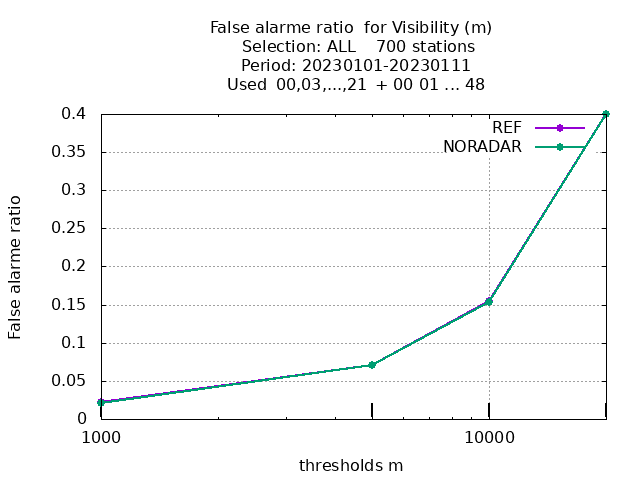 False alarme ratio  for Visibility (m)
Selection: ALL    700 stations
Period: 20230101-20230111
Used  00,03,...,21  + 00 01 ... 48
REF
NORADAR
False alarme ratio
0.4
0.35
0.3
0.25
0.2
0.15
0.1
0.05
0
1000
10000
thresholds m